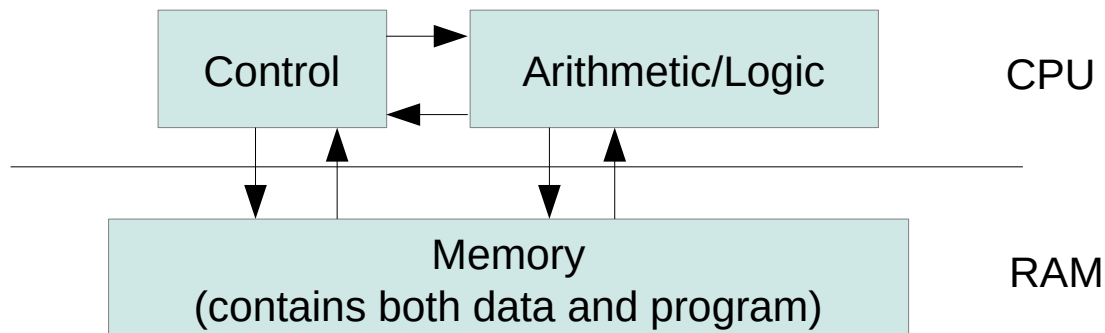 Control
Arithmetic/Logic
CPU
Memory
(contains both data and program)
RAM